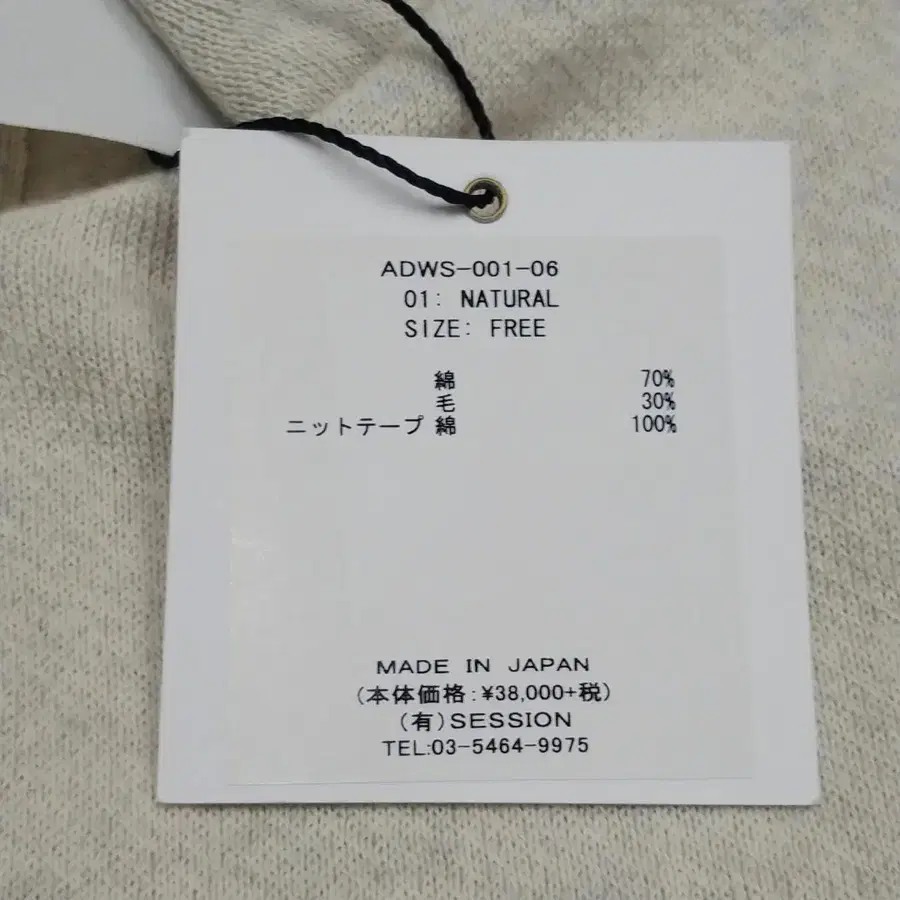 ADWS-001-06
01: NATURAL
SIZE: FREE
綿 70%
毛 30%
ニットテープ 綿 100%
MADE IN JAPAN
(本体価格:¥38,000+税)
(有)SESSION
TEL:03-5464-9975